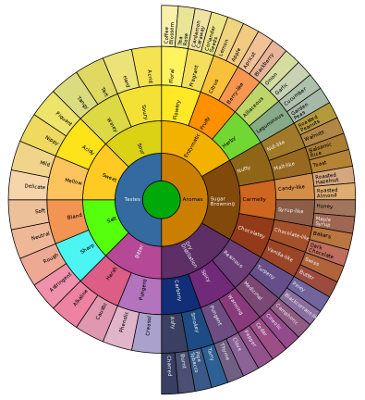 Coffee
Blossom
Tea
Rose
Cardamon
Caraway
Coriander
Seeds
Lemon
Apple
Apricot
Blackberry
Onion
Garlic
Cucumber
Garden
Peas
Roasted
Peanuts
Walnuts
Balsamic
Rice
Toast
Roasted
Hazelnut
Roasted
Almond
Honey
Maple
Syrup
Bakers
Dark
Chocolate
Swiss
Butter
Piney
Blackcurrant-like
Camphoric
Cineolic
Cedar
Pepper
Clove
Thyme
Tarry
Pipe
Tobacco
Burnt
Charred
Floral
Fragrant
Citrus
Berry-like
Alliaceous
Leguminous
Nut-like
Malt-like
Candy-like
Syrup-like
Chocolate-like
Vanilla-like
Turpeny
Medicinal
Warming
Pungent
Smokey
Ashy
Flowery
Fruity
Herby
Nutty
Carmelly
Chocolaty
Resinous
Spicy
Carbony
Enzymatic
Sugar
Browning
Dry
Distillation
Aromas
Tastes
Sour
Sweet
Salt
Bitter
Soury
Winey
Acidy
Mellow
Bland
Sharp
Harsh
Pungent
Acrid
Hard
Tart
Tangy
Piquant
Nippy
Mild
Delicate
Soft
Neutral
Rough
Astringent
Alkaline
Caustic
Phenolic
Creosol